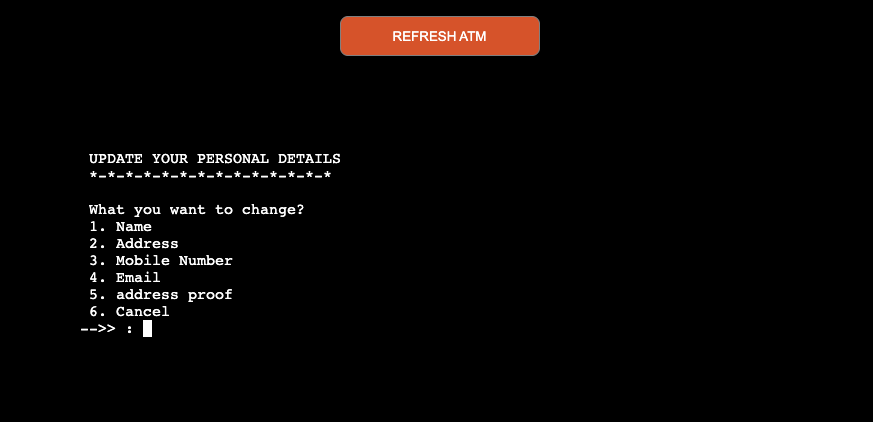 REFRESH ATM
UPDATE YOUR PERSONAL DETAILS
*-*-*-*-*-*-*-*-*-*-*-*-*-*
What you want to change?
1. Name
2. Address
3. Mobile Number
4. Email
5. address proof
6. Cancel
-->> :